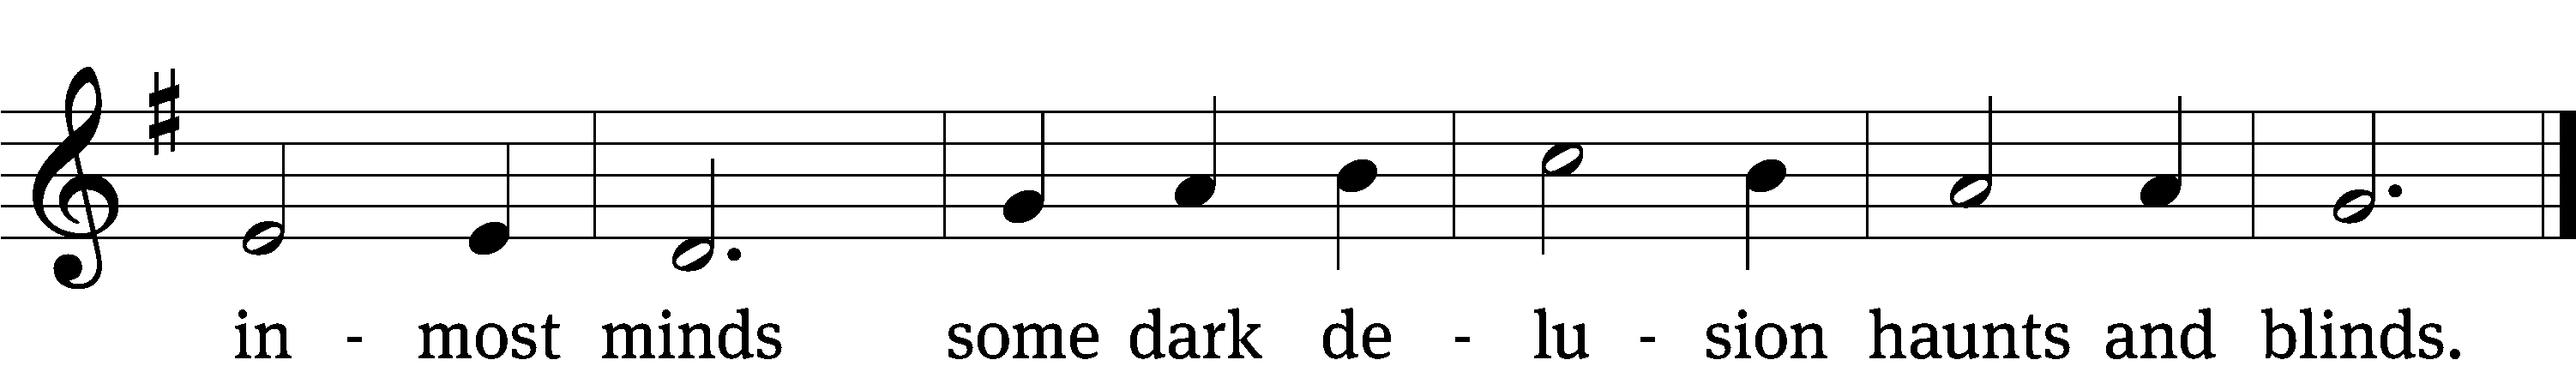 in - most minds some dark de - lu - sion haunts and blinds.